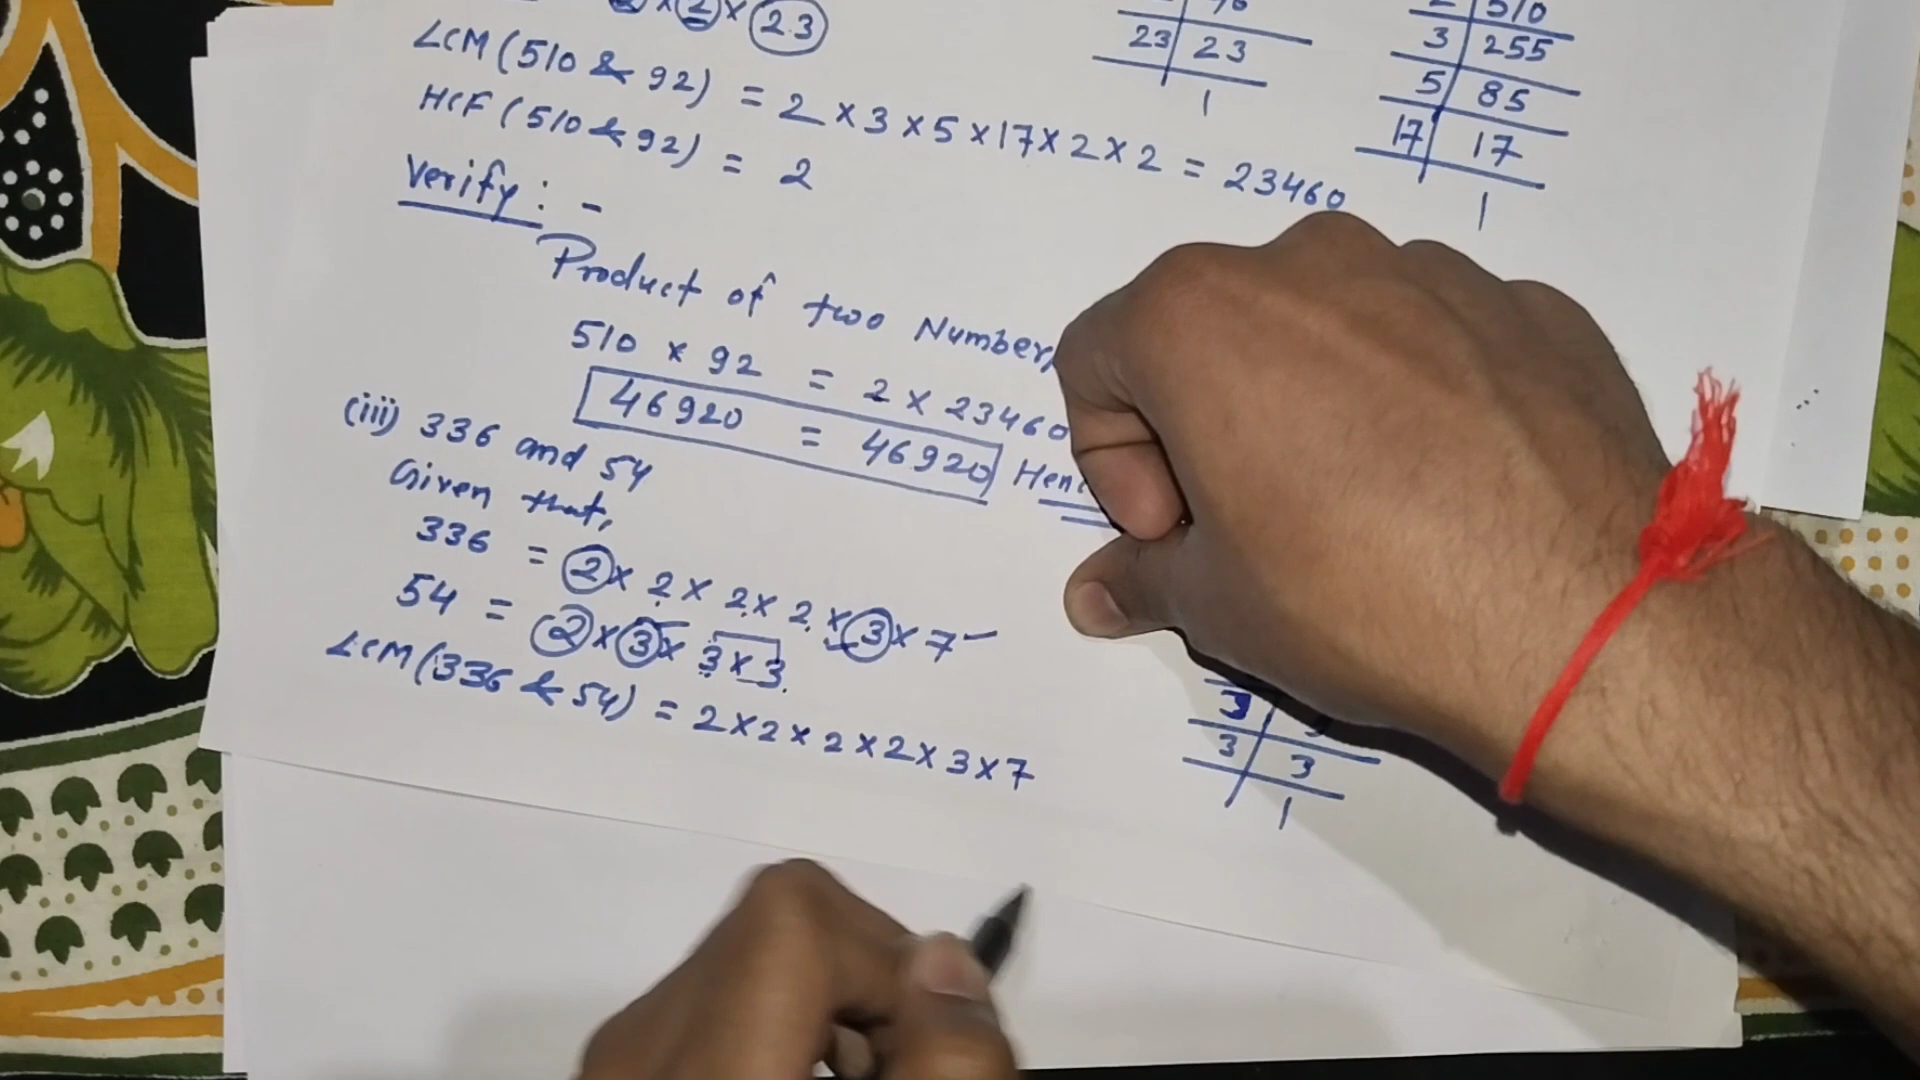 2 × 2 × 23
LCM (510 & 92) = 2 × 3 × 5 × 17 × 2 × 2 = 23460
HCF (510 & 92) = 2
Verify : -
Product of two Number
510 × 92 = 2 × 23460
46920 = 46920
(iii) 336 and 54
Given that,
336 = 2 × 2 × 2 × 2 × 3 × 7
54 = 2 × 3 × 3 × 3
LCM (336 & 54) = 2 × 2 × 2 × 2 × 3 × 7
23 23
1
2 510
3 255
5 85
17 17
1
3
3 3
1